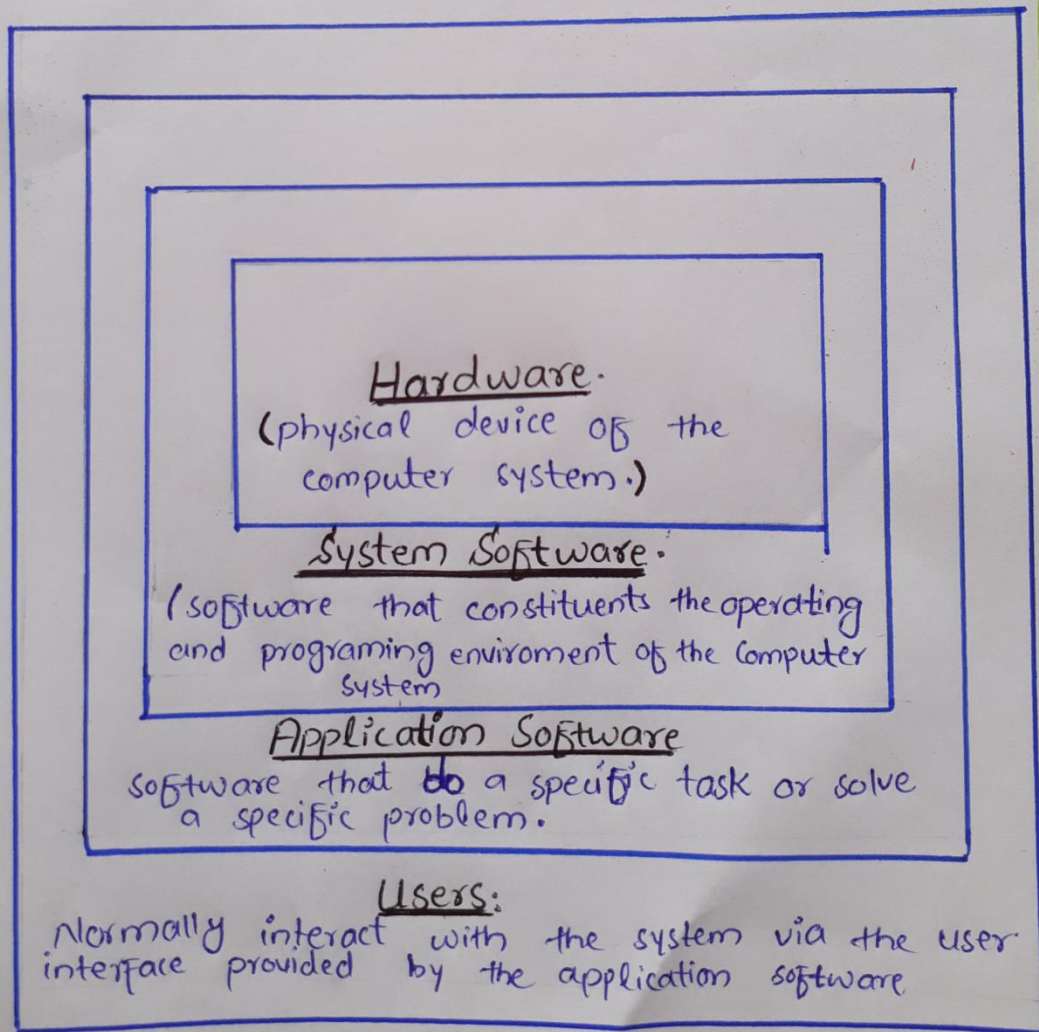 Hardware.
(physical device of the
computer system.)
System Software.
(software that constituents the operating
and programing enviroment of the computer
system
Application Software
software that do a specific task or solve
a specific problem.
Users:
Normally interact with the system via the user
interface provided by the application software